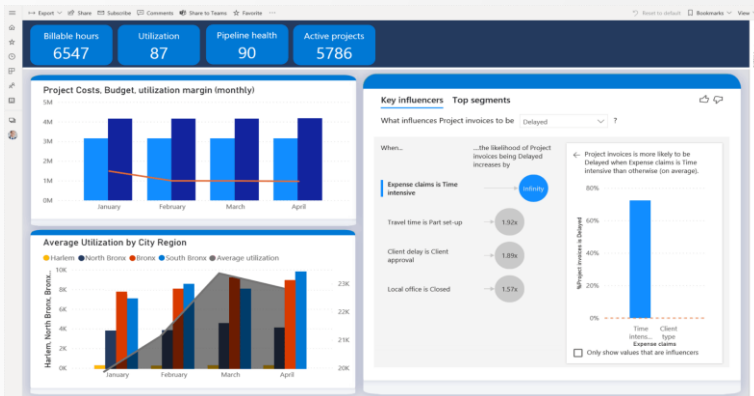 Export
Share
Subscribe
Comments
Share to Teams
Favorite
Reset to default
Bookmarks
View
Billable hours
6547
Utilization
87
Pipeline health
90
Active projects
5786
Project Costs, Budget, utilization margin (monthly)
5M
4M
3M
2M
1M
0M
January
February
March
April
Average Utilization by City Region
Harlem
North Bronx
Bronx
South Bronx
Average utilization
Harlem, North Bronx, Bronx...
10K
8K
6K
4K
2K
0K
23K
22K
21K
20K
January
February
March
April
Key influencers
Top segments
What influences Project invoices to be
Delayed
?
When...
...the likelihood of Project
invoices being Delayed
increases by
Expense claims is Time
intensive
Infinity
Travel time is Part set-up
1.92x
Client delay is Client
approval
1.89x
Local office is Closed
1.57x
Project Invoices is more likely to be
Delayed when Expense claims is Time
intensive than otherwise (on average).
%Project invoices is Delayed
80%
60%
40%
20%
0%
Time
intens...
Client
type
Expense claims
Only show values that are influencers